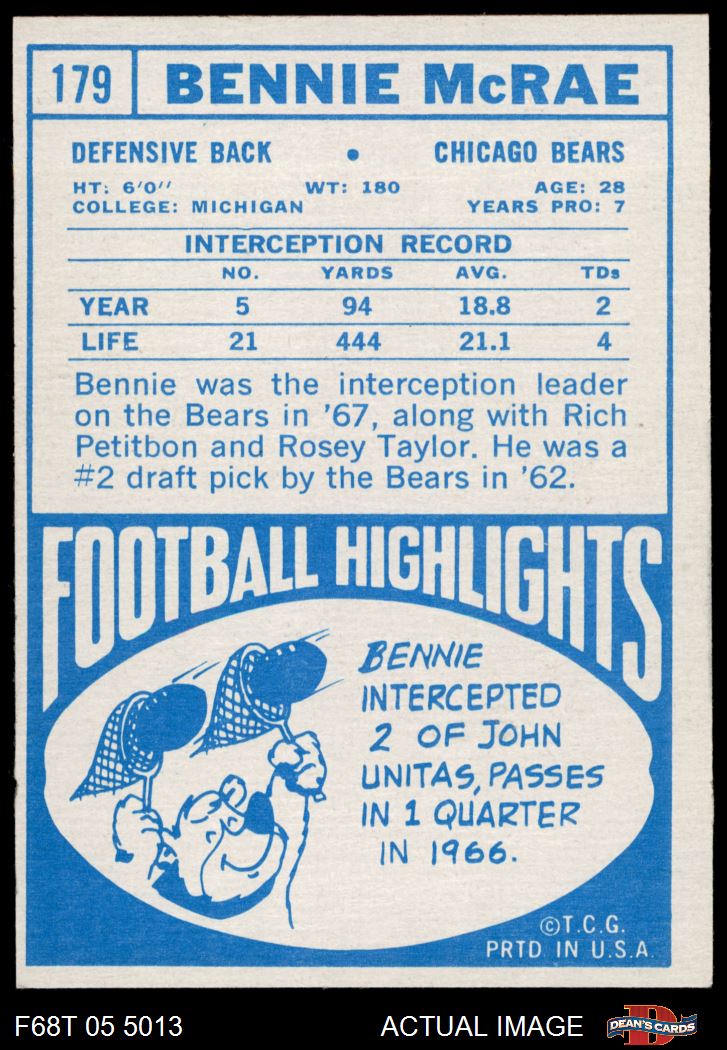 179 BENNIE McRAE
DEFENSIVE BACK • CHICAGO BEARS
HT: 6'0" WT: 180 AGE: 28
COLLEGE: MICHIGAN YEARS PRO: 7
INTERCEPTION RECORD
NO. YARDS AVG. TDs
YEAR 5 94 18.8 2
LIFE 21 444 21.1 4
Bennie was the interception leader
on the Bears in '67, along with Rich
Petitbon and Rosey Taylor. He was a
#2 draft pick by the Bears in '62.
FOOTBALL HIGHLIGHTS
BENNIE
INTERCEPTED
2 OF JOHN
UNITAS, PASSES
IN 1 QUARTER
IN 1966.
©T.C.G.
PRTD. IN U.S.A.
F68T 05 5013 ACTUAL IMAGE D DEAN'S CARDS